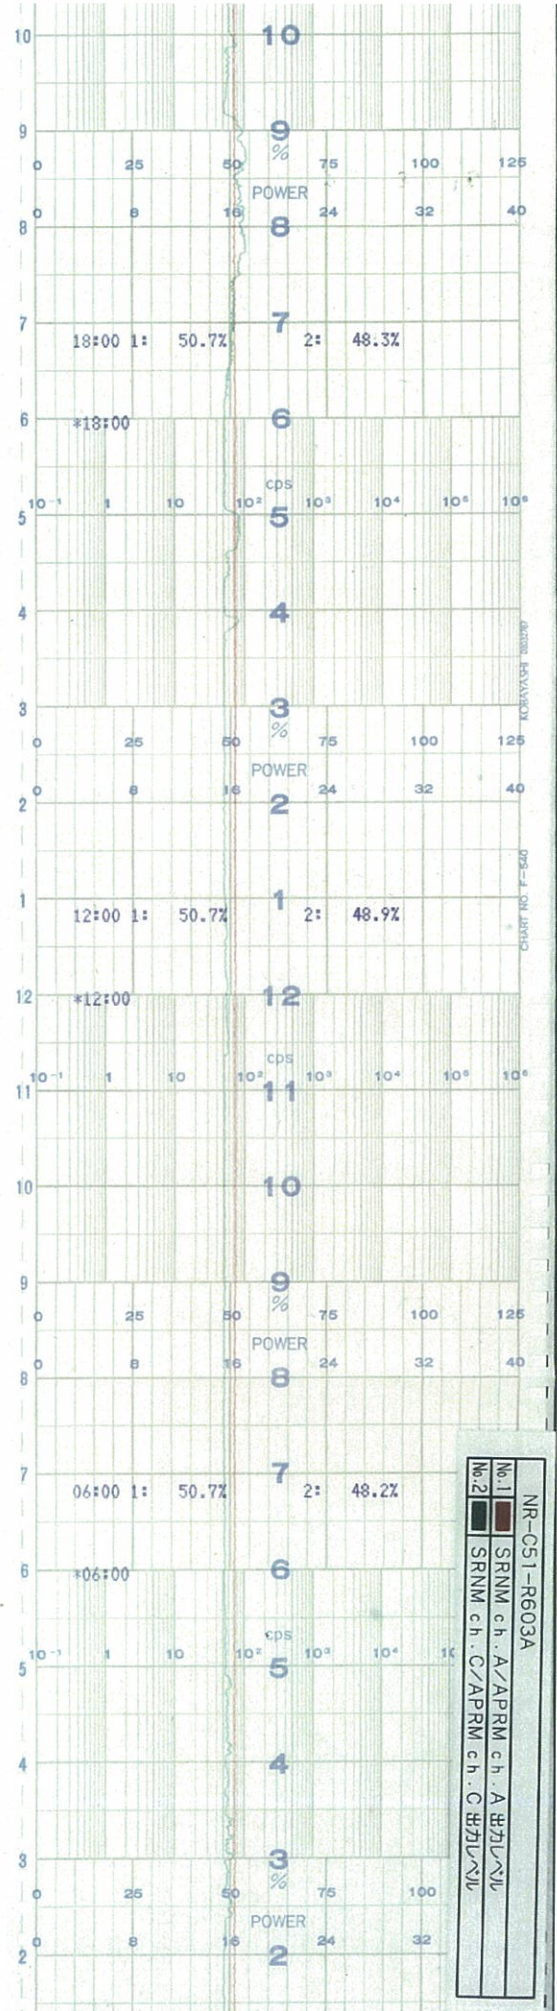 10 10
9 9
%
0 25 50 75 100 125
POWER
0 8 16 24 32 40
8 8
7 7
18:00 1: 50.7% 2: 48.3%
6 *18:00 6
cps
10⁻¹ 1 10 10² 10³ 10⁴ 10⁵ 10⁶
5 5
4 4
KOBAYASHI
3 3
%
0 25 50 75 100 125
POWER
0 8 16 24 32 40
2 2
1 1
12:00 1: 50.7% 2: 48.9%
CHART NO. F-540
12 *12:00 12
cps
10⁻¹ 1 10 10² 10³ 10⁴ 10⁵ 10⁶
11 11
10 10
9 9
%
0 25 50 75 100 125
POWER
0 8 16 24 32 40
8 8
7 7
06:00 1: 50.7% 2: 48.2%
6 *06:00 6
cps
10⁻¹ 1 10 10² 10³ 10⁴
5 5
4 4
3 3
%
0 25 50 75 100
POWER
0 8 16 24 32
2 2
NR-C51-R603A
No.1 SRNM ch.A/APRM ch.A 出力レベル
No.2 SRNM ch.C/APRM ch.C 出力レベル